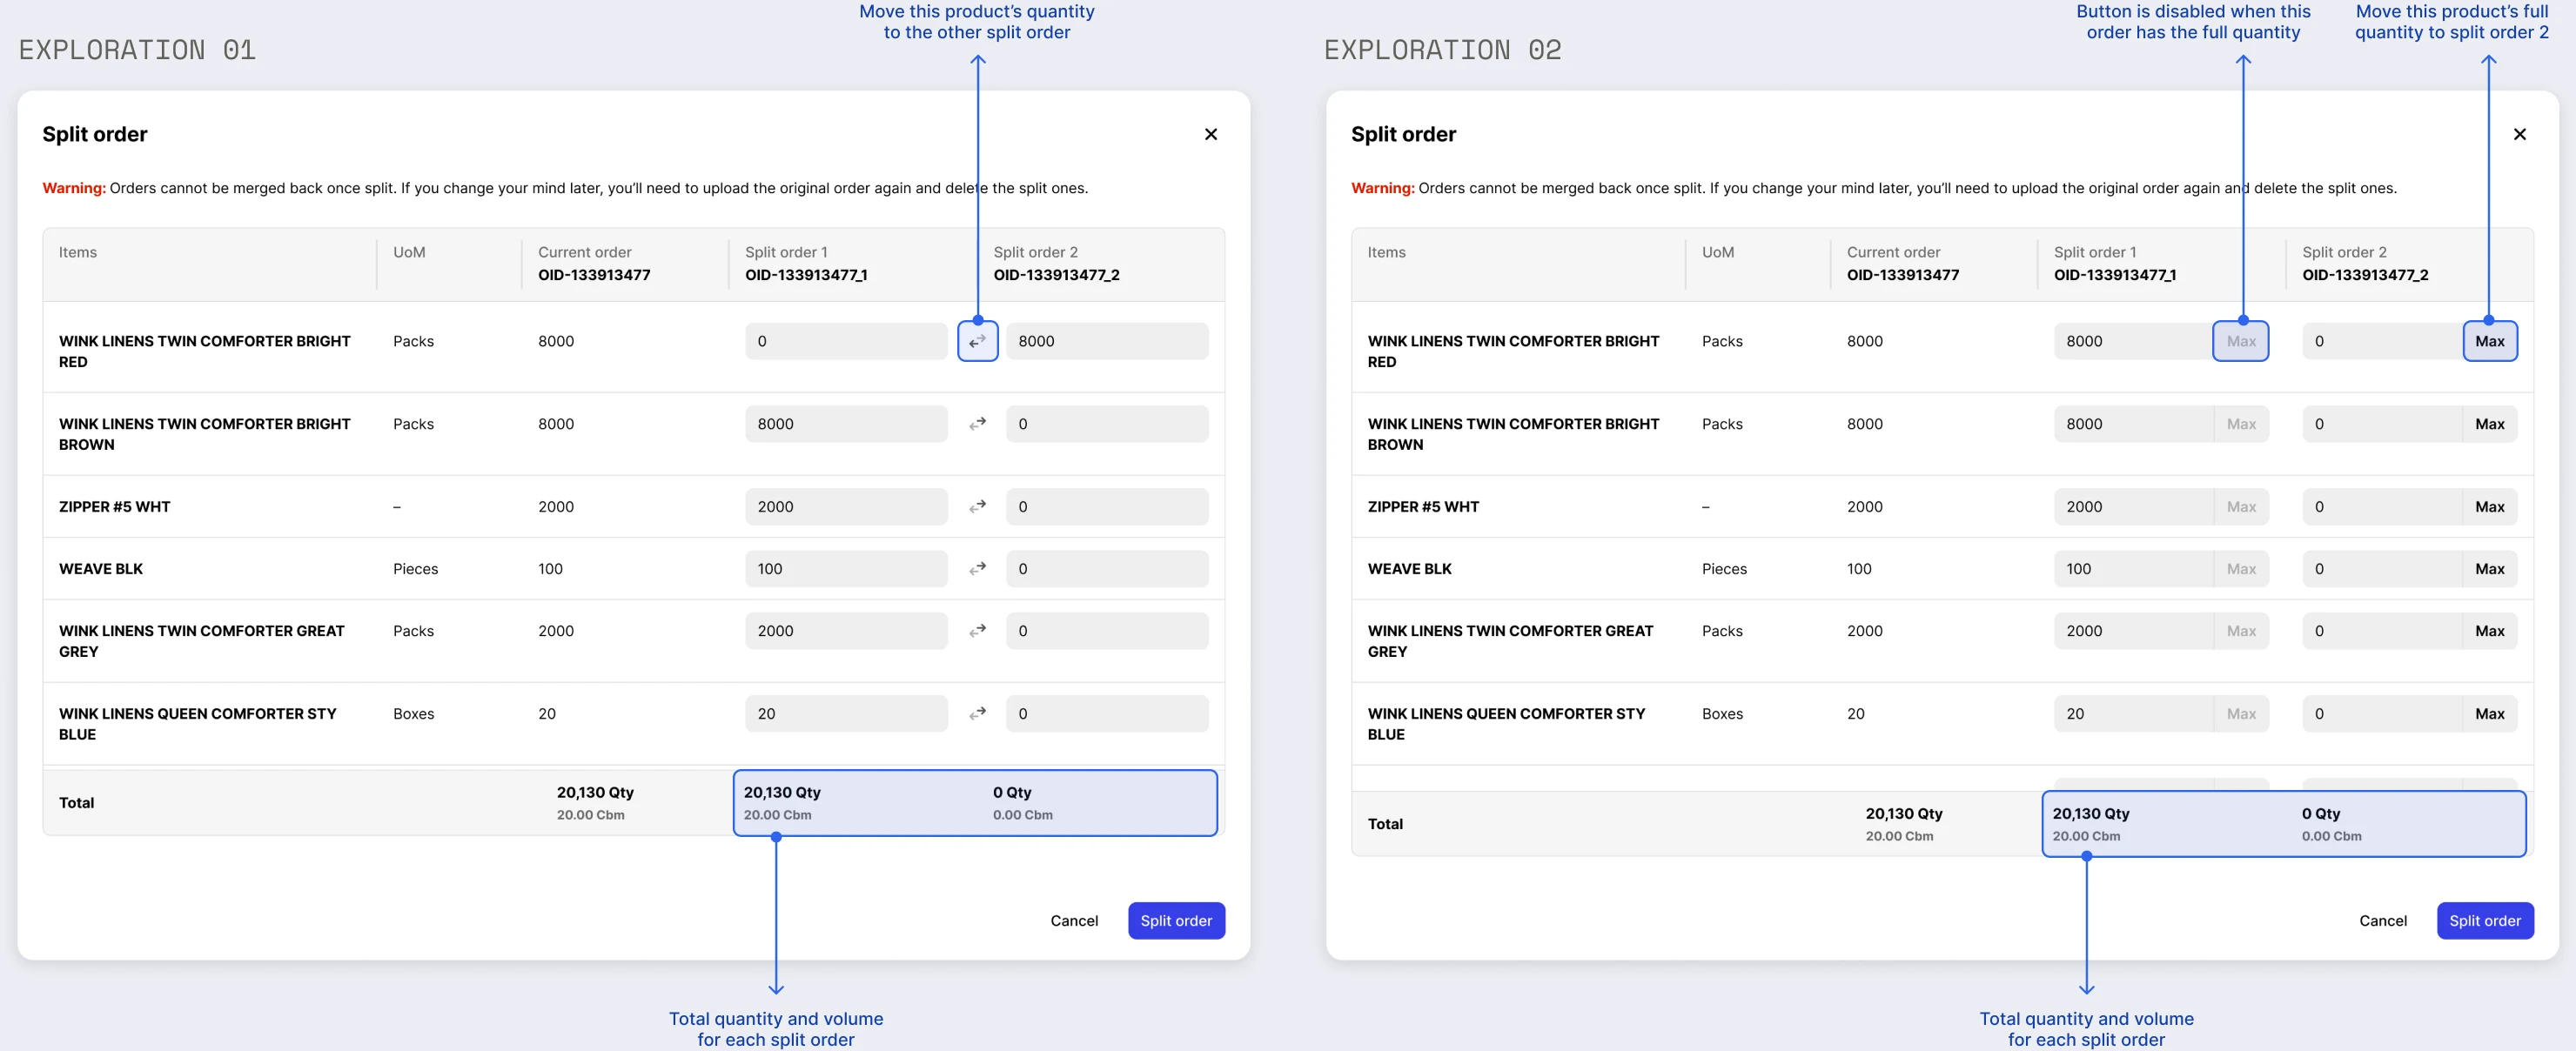 Move this product's quantity
to the other split order
Button is disabled when this
order has the full quantity
Move this product's full
quantity to split order 2
EXPLORATION 01
Split order
Warning: Orders cannot be merged back once split. If you change your mind later, you'll need to upload the original order again and delete the split ones.
Items UoM Current order Split order 1 Split order 2
OID-133913477 OID-133913477_1 OID-133913477_2
WINK LINENS TWIN COMFORTER BRIGHT Packs 8000 0 8000
RED
WINK LINENS TWIN COMFORTER BRIGHT Packs 8000 8000 0
BROWN
ZIPPER #5 WHT – 2000 2000 0
WEAVE BLK Pieces 100 100 0
WINK LINENS TWIN COMFORTER GREAT Packs 2000 2000 0
GREY
WINK LINENS QUEEN COMFORTER STY Boxes 20 20 0
BLUE
Total 20,130 Qty 20,130 Qty 0 Qty
20.00 Cbm 20.00 Cbm 0.00 Cbm
Cancel Split order
Total quantity and volume
for each split order
EXPLORATION 02
Split order
Warning: Orders cannot be merged back once split. If you change your mind later, you'll need to upload the original order again and delete the split ones.
Items UoM Current order Split order 1 Split order 2
OID-133913477 OID-133913477_1 OID-133913477_2
WINK LINENS TWIN COMFORTER BRIGHT Packs 8000 8000 Max 0 Max
RED
WINK LINENS TWIN COMFORTER BRIGHT Packs 8000 8000 Max 0 Max
BROWN
ZIPPER #5 WHT – 2000 2000 Max 0 Max
WEAVE BLK Pieces 100 100 Max 0 Max
WINK LINENS TWIN COMFORTER GREAT Packs 2000 2000 Max 0 Max
GREY
WINK LINENS QUEEN COMFORTER STY Boxes 20 20 Max 0 Max
BLUE
Total 20,130 Qty 20,130 Qty 0 Qty
20.00 Cbm 20.00 Cbm 0.00 Cbm
Cancel Split order
Total quantity and volume
for each split order